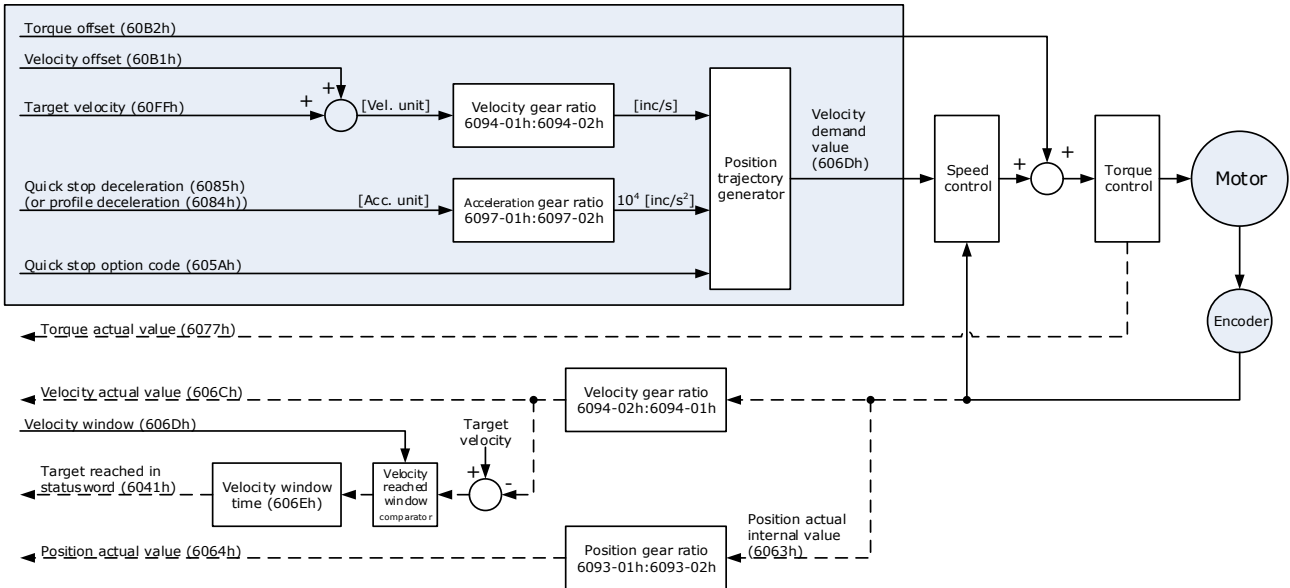 Torque offset (60B2h)
Velocity offset (60B1h)
+
+
Target velocity (60FFh)
[Vel. unit]
Velocity gear ratio
6094-01h:6094-02h
[inc/s]
Quick stop deceleration (6085h)
(or profile deceleration (6084h))
[Acc. unit]
Acceleration gear ratio
6097-01h:6097-02h
10⁴ [inc/s²]
Quick stop option code (605Ah)
Position
trajectory
generator
Velocity
demand
value
(606Dh)
Speed
control
+
+
Torque
control
Motor
Encoder
Torque actual value (6077h)
Velocity actual value (606Ch)
Velocity gear ratio
6094-02h:6094-01h
Velocity window (606Dh)
Target
velocity
+
-
Target reached in
statusword (6041h)
Velocity window
time (606Eh)
Velocity
reached
window
comparator
Position actual
internal value
(6063h)
Position actual value (6064h)
Position gear ratio
6093-01h:6093-02h